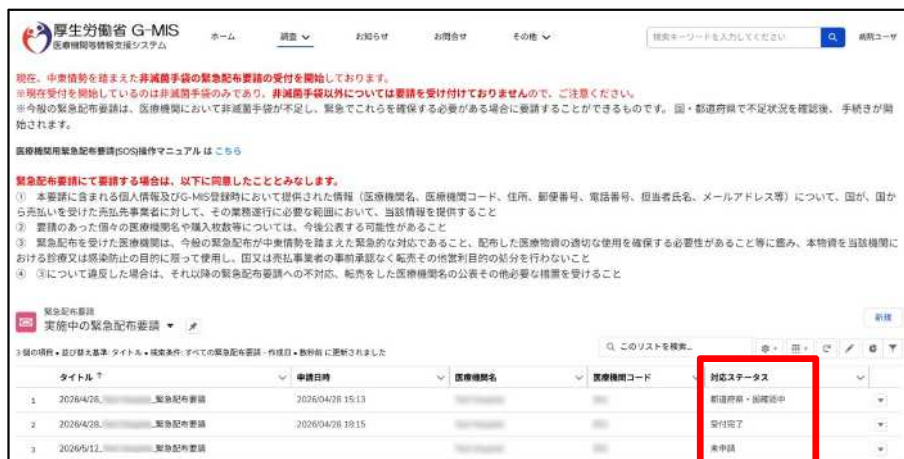 厚生労働省 G-MIS
医療機関等情報支援システム
ホーム
調査
お知らせ
お問合せ
その他
検索キーワードを入力してください
病院ユーザ
現在、中東情勢を踏まえた非滅菌手袋の緊急配布要請の受付を開始しております。
※現在受付を開始しているのは非滅菌手袋のみであり、非滅菌手袋以外については要請を受け付けておりませんので、ご注意ください。
※今般の緊急配布要請は、医療機関において非滅菌手袋が不足し、緊急でこれらを確保する必要がある場合に要請することができるものです。 国・都道府県で不足状況を確認後、 手続きが開
始されます。
医療機関用緊急配布要請(SOS)操作マニュアル は こちら
緊急配布要請にて要請する場合は、以下に同意したこととみなします。
① 本要請に含まれる個人情報及びG-MIS登録時において提供された情報（医療機関名、医療機関コード、住所、郵便番号、電話番号、担当者氏名、メールアドレス等）について、国が、国か
ら売払いを受けた売払先事業者に対して、その業務遂行に必要な範囲において、当該情報を提供すること
② 要請のあった個々の医療機関名や購入枚数等については、今後公表する可能性があること
③ 緊急配布を受けた医療機関は、今般の緊急配布が中東情勢を踏まえた緊急的な対応であること、配布した医療物資の適切な使用を確保する必要性があること等に鑑み、本物資を当該機関に
おける診療又は感染防止の目的に限って使用し、国又は売払事業者の事前承認なく転売その他営利目的の処分を行わないこと
④ ③について違反した場合は、それ以降の緊急配布要請への不対応、転売をした医療機関名の公表その他必要な措置を受けること
緊急配布要請
実施中の緊急配布要請
新規
3 個の項目 • 並び替え基準: タイトル • 検索条件: すべての緊急配布要請 - 作成日 • 数秒前 に更新されました
このリストを検索...
タイトル ↑ 申請日時 医療機関名 医療機関コード 対応ステータス
1 2026/4/28_ _緊急配布要請 2026/04/28 15:13 都道府県・国確認中
2 2026/4/28_ _緊急配布要請 2026/04/28 18:15 受付完了
3 2026/5/12_ _緊急配布要請 未申請